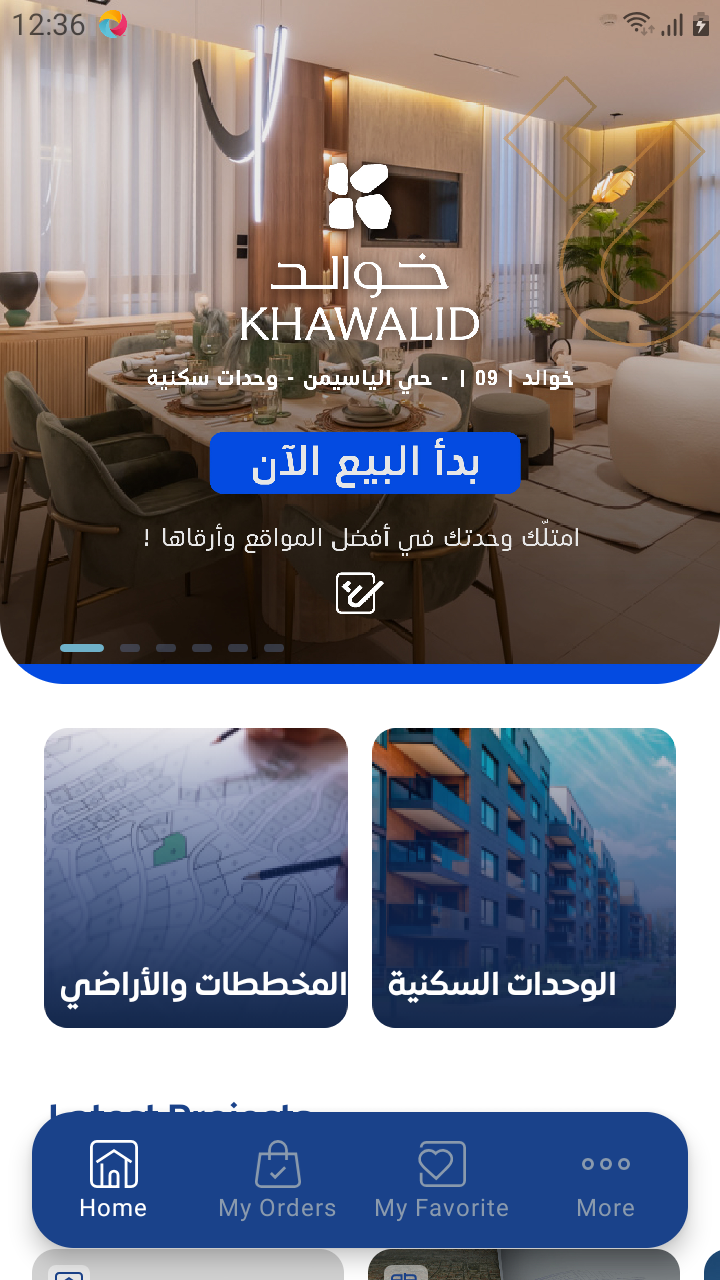 12:36
خوالد
KHAWALID
خوالد | 09 | - حي الياسيمن - وحدات سكنية
بدأ البيع الآن
امتلّك وحدتك في أفضل المواقع وأرقاها !
المخططات والأراضي
الوحدات السكنية
Latest Projects
Home
My Orders
My Favorite
More